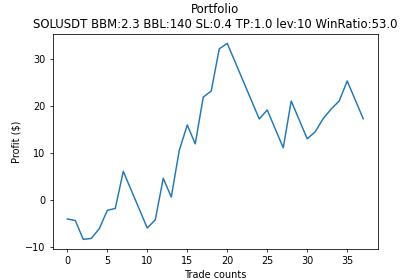 Portfolio
SOLUSDT BBM:2.3 BBL:140 SL:0.4 TP:1.0 lev:10 WinRatio:53.0
Profit ($)
30
20
10
0
−10
0 5 10 15 20 25 30 35
Trade counts